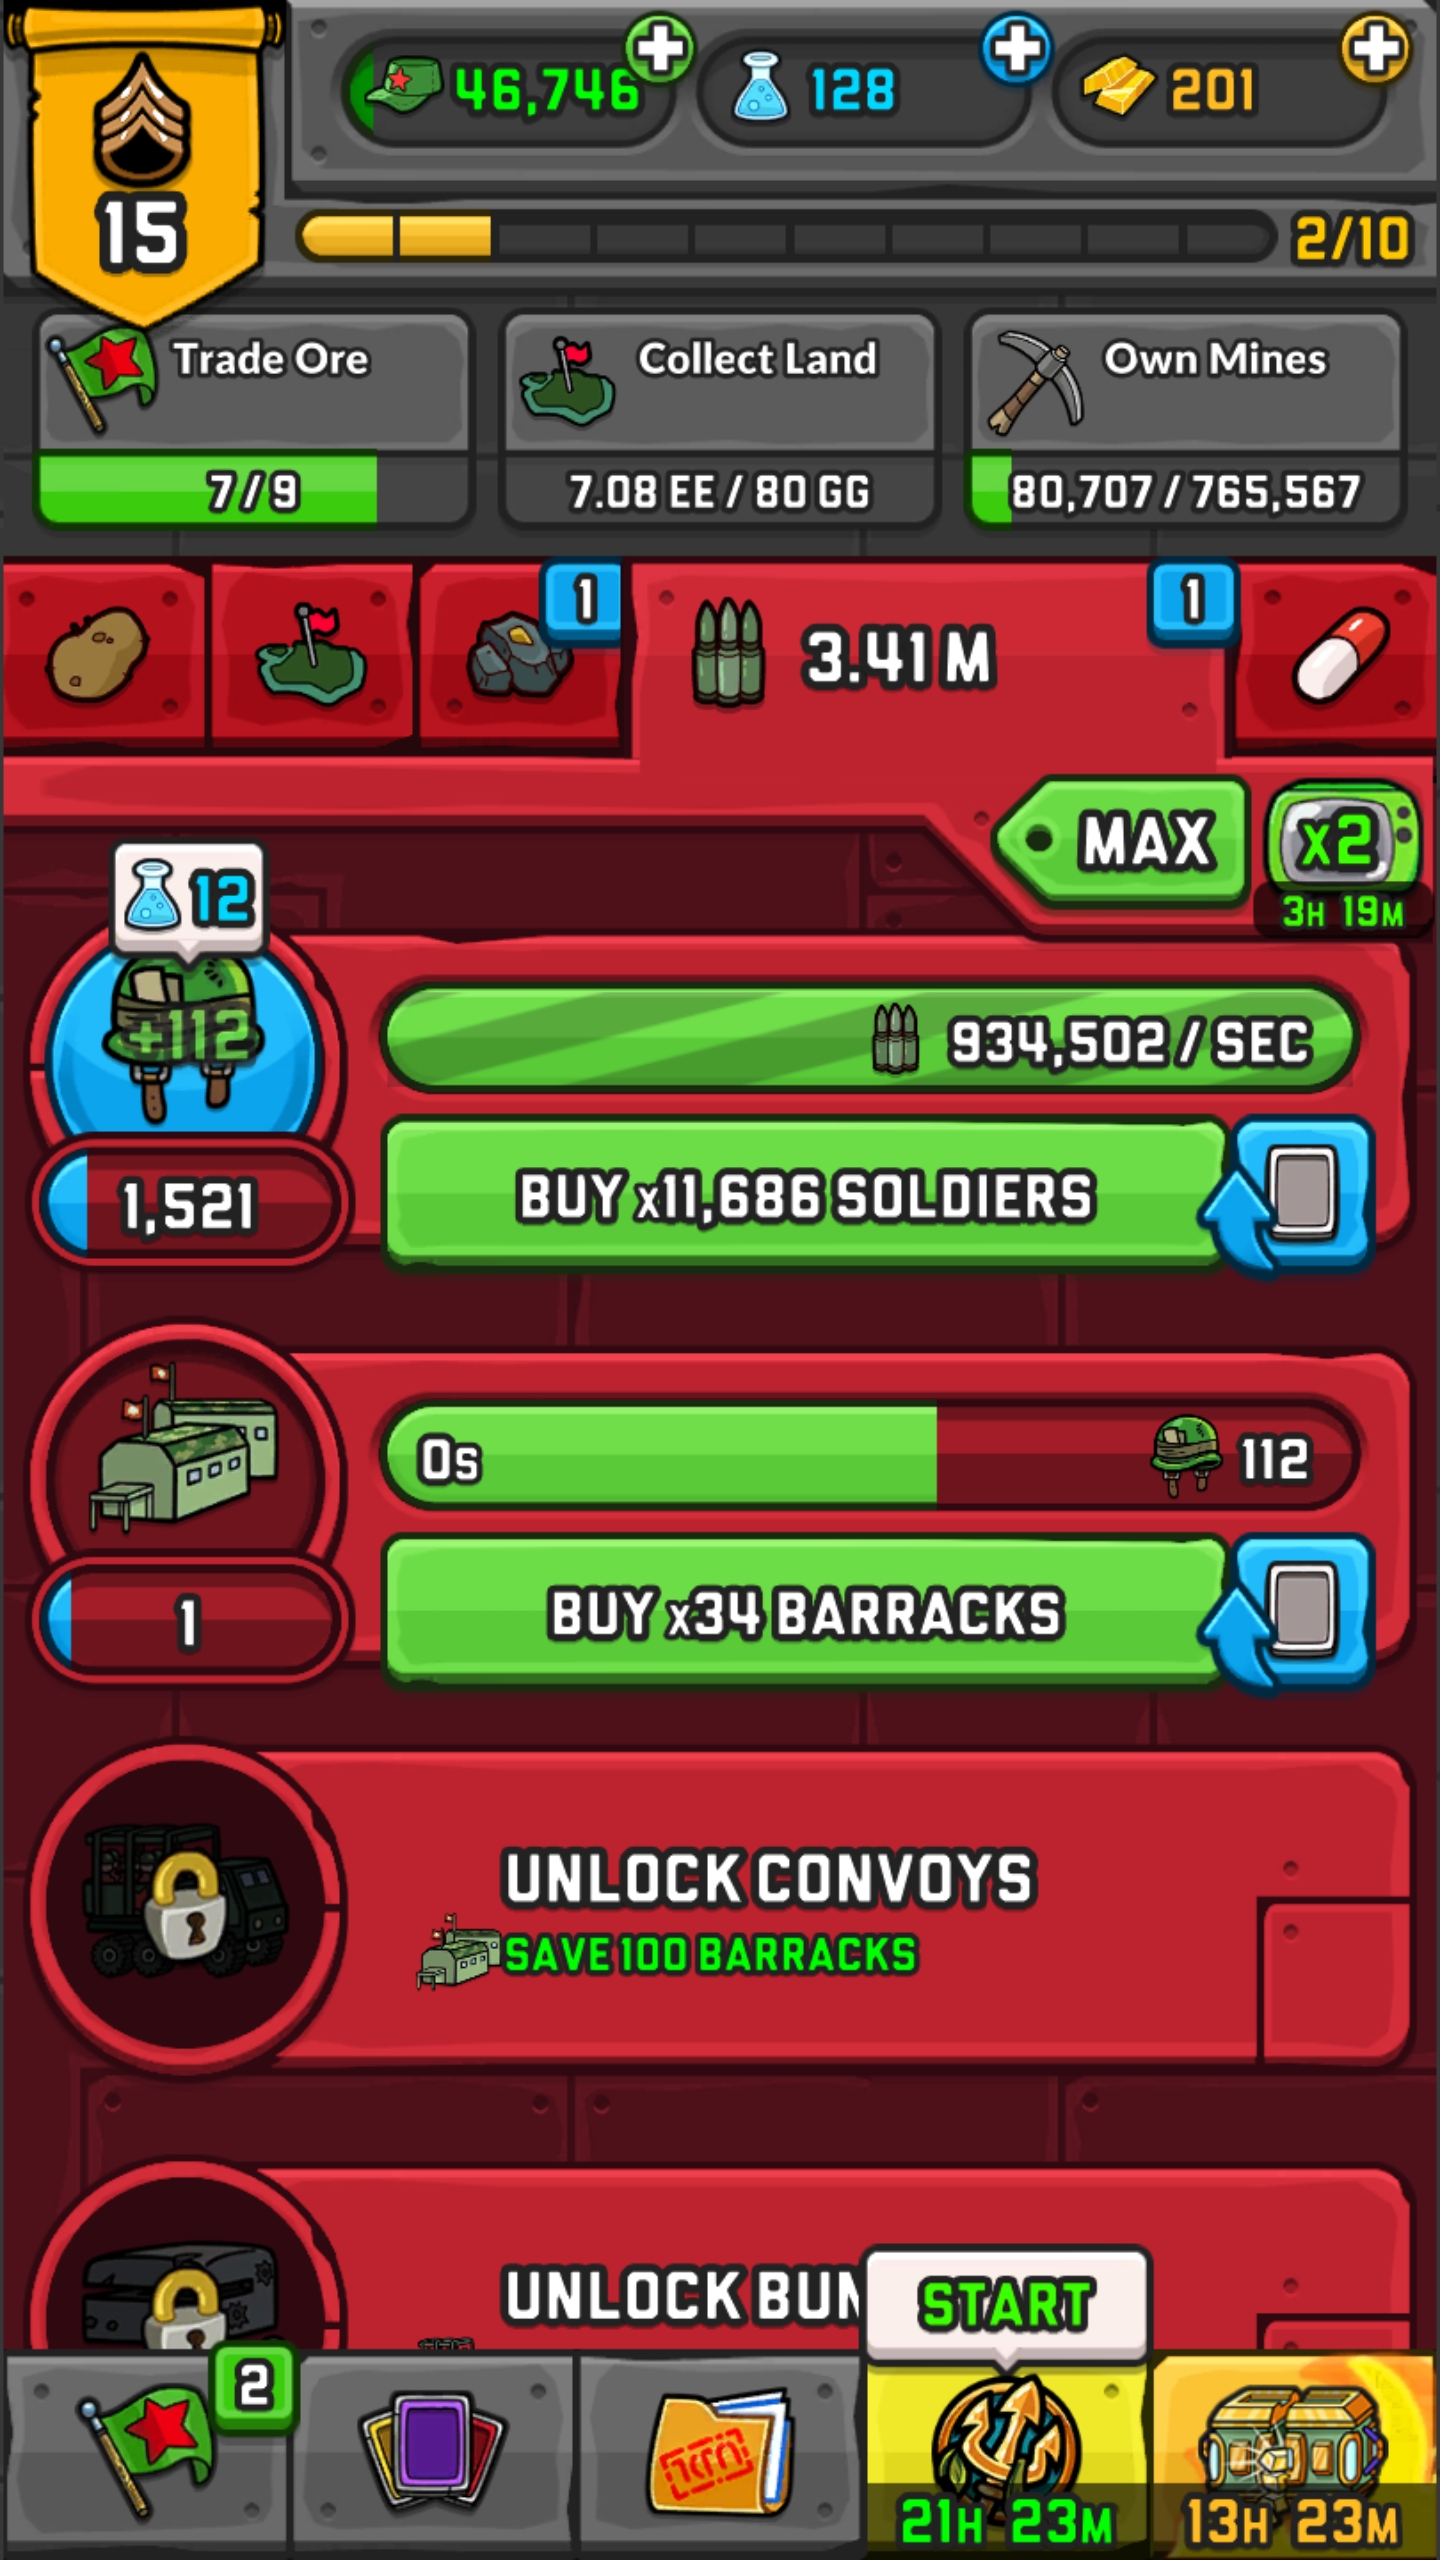 46,746
128
201
15
2/10
Trade Ore
Collect Land
Own Mines
7/9
7.08 EE / 80 GG
80,707 / 765,567
1
3.41 M
1
MAX
x2
3H 19M
12
+112
934,502 / SEC
1,521
BUY x11,686 SOLDIERS
0s
112
1
BUY x34 BARRACKS
UNLOCK CONVOYS
SAVE 100 BARRACKS
UNLOCK
START
2
21H 23M
13H 23M